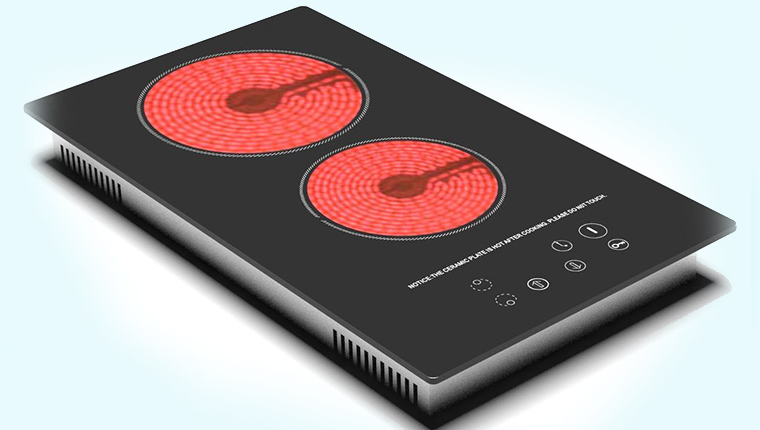 NOTICE:THE CERAMIC PLATE IS HOT AFTER COOKING. PLEASE DO NOT TOUCH.